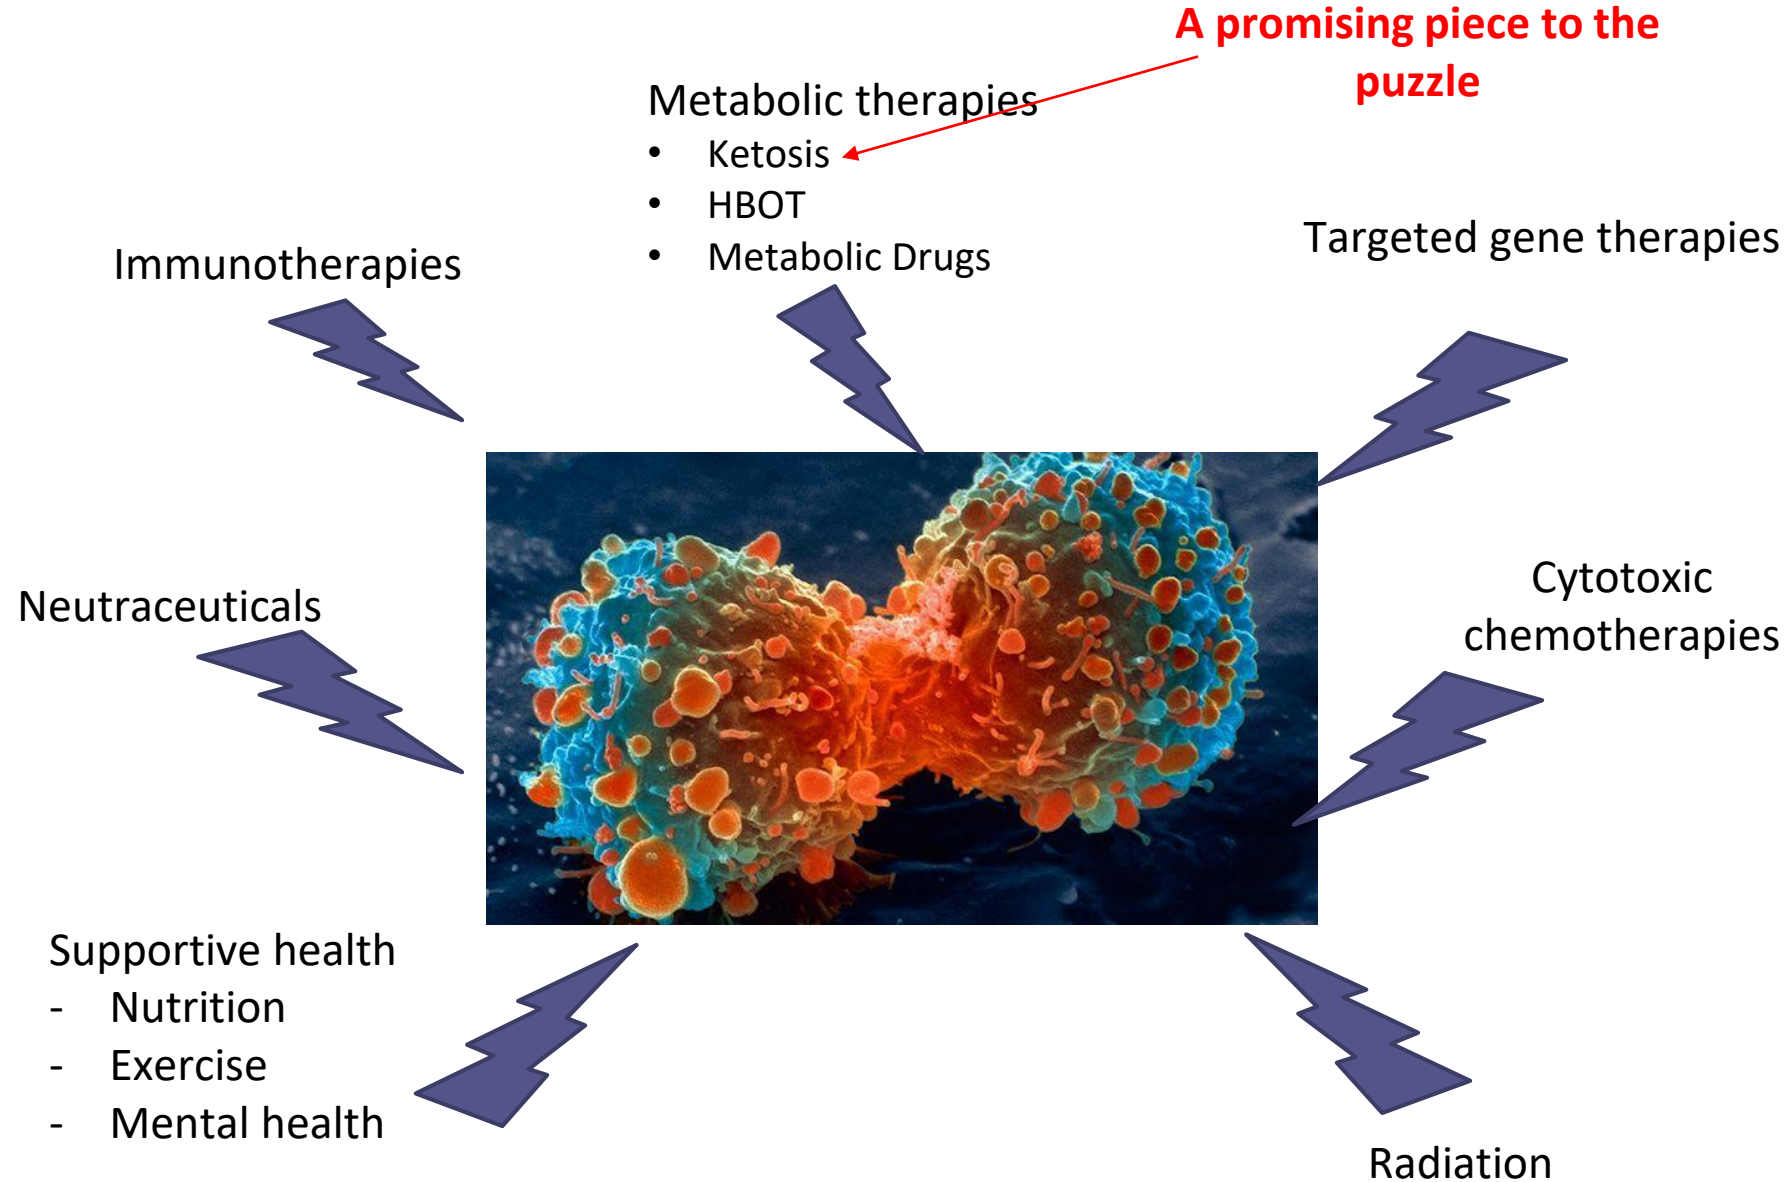 A promising piece to the
puzzle
Metabolic therapies
• Ketosis
• HBOT
• Metabolic Drugs
Immunotherapies
Targeted gene therapies
Neutraceuticals
Cytotoxic
chemotherapies
Supportive health
- Nutrition
- Exercise
- Mental health
Radiation